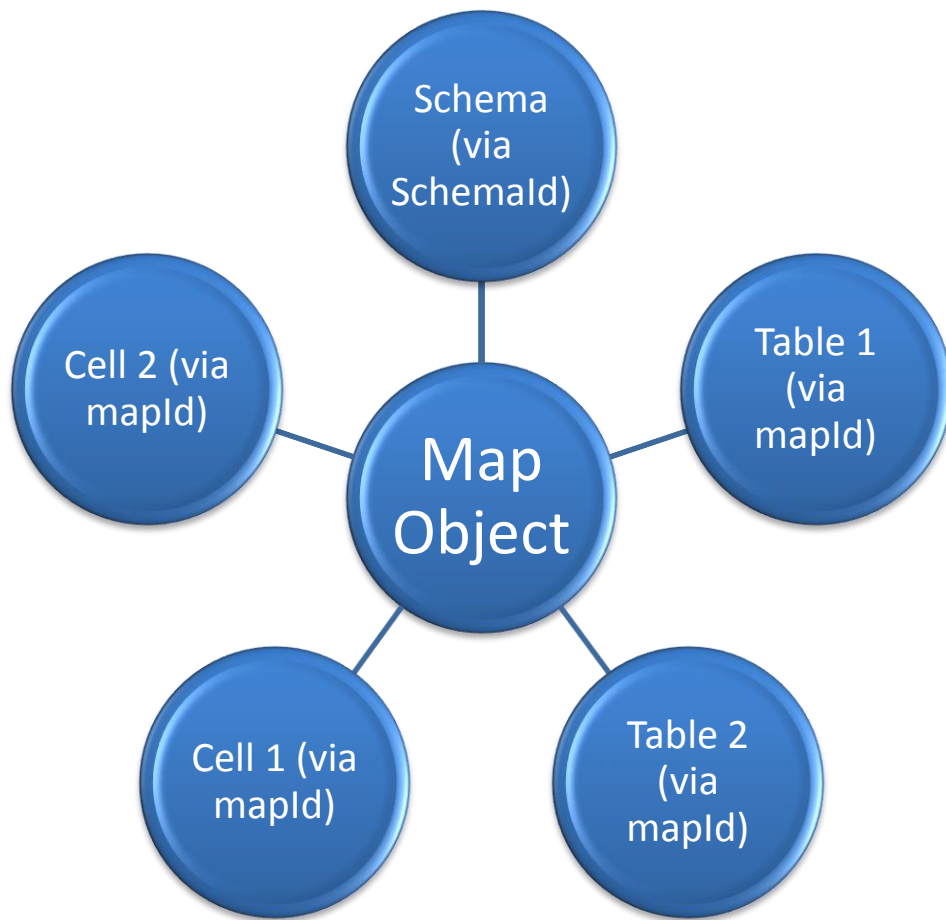 Schema
(via
SchemaId)
Cell 2 (via
mapId)
Table 1
(via
mapId)
Map
Object
Cell 1 (via
mapId)
Table 2
(via
mapId)